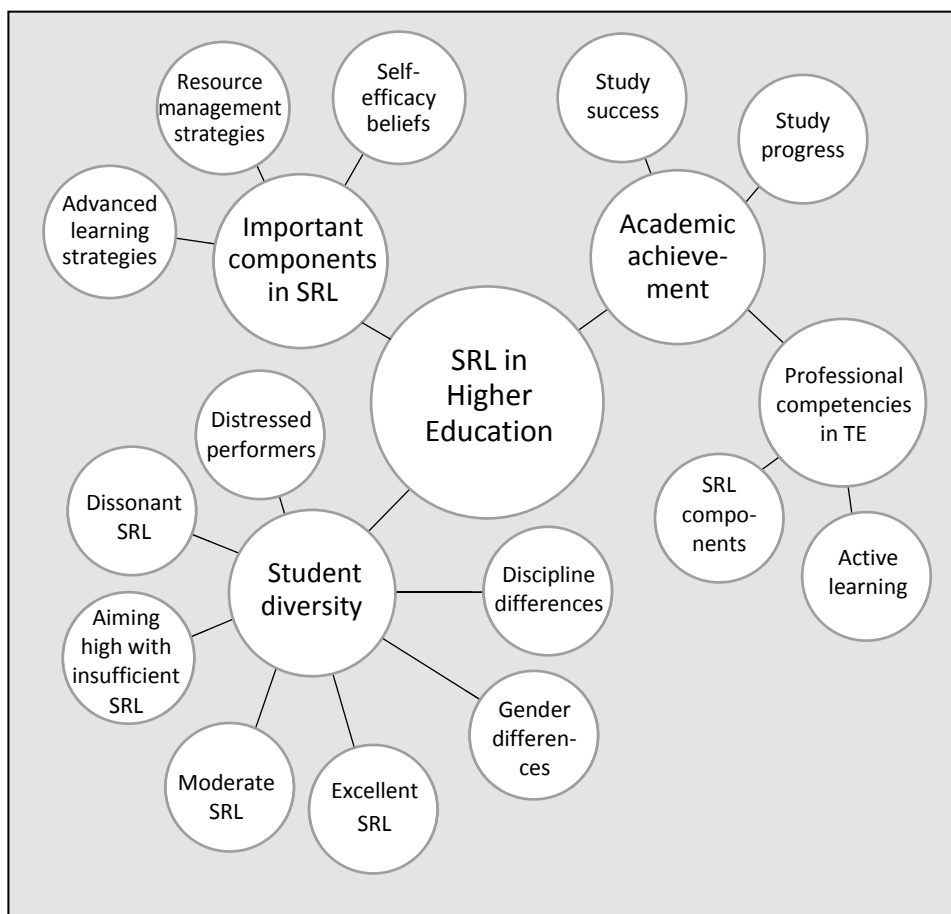 Resource
management
strategies
Self-
efficacy
beliefs
Study
success
Study
progress
Advanced
learning
strategies
Important
components
in SRL
Academic
achieve-
ment
SRL in
Higher
Education
Professional
competencies
in TE
Distressed
performers
SRL
compo-
nents
Dissonant
SRL
Active
learning
Student
diversity
Discipline
differences
Aiming
high with
insufficient
SRL
Gender
differen-
ces
Moderate
SRL
Excellent
SRL